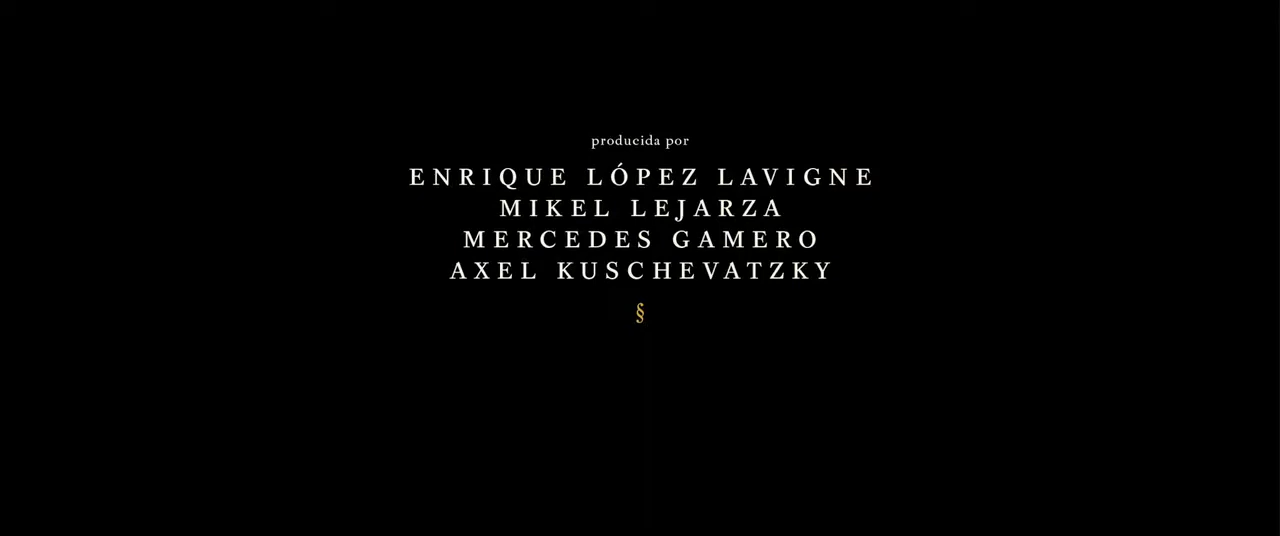 producida por
ENRIQUE LÓPEZ LAVIGNE
MIKEL LEJARZA
MERCEDES GAMERO
AXEL KUSCHEVATZKY
§